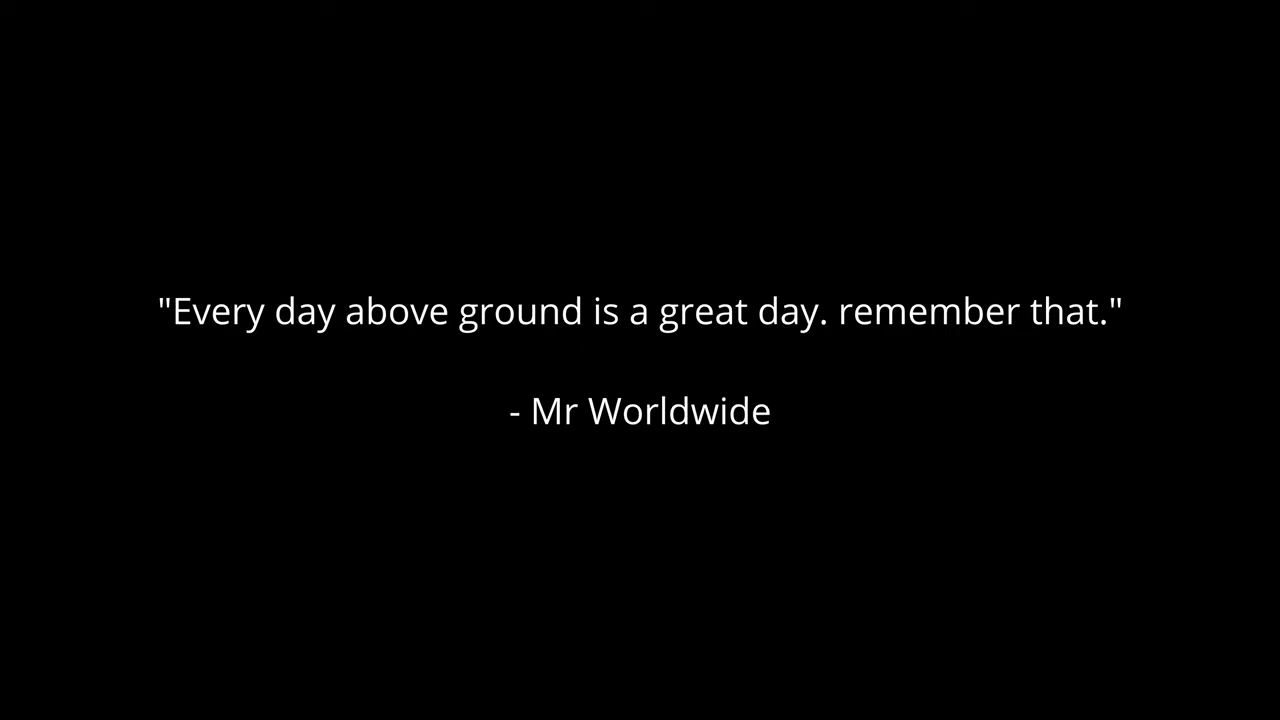 "Every day above ground is a great day. remember that."
- Mr Worldwide